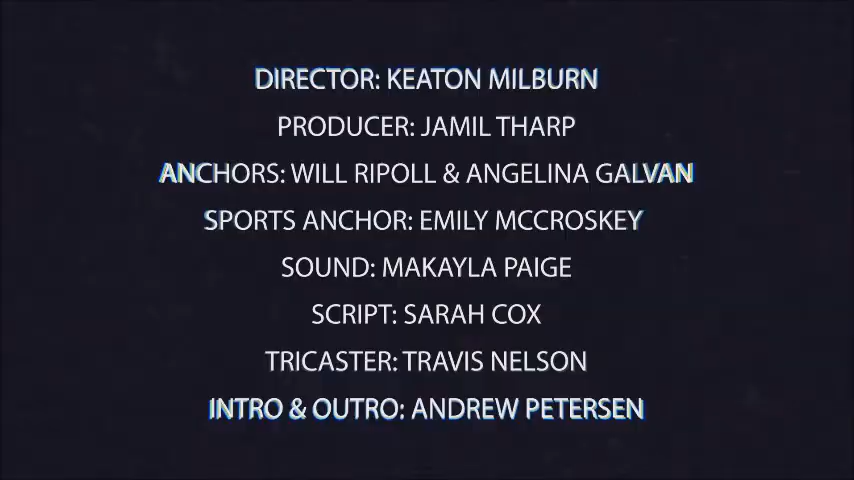 DIRECTOR: KEATON MILBURN
PRODUCER: JAMIL THARP
ANCHORS: WILL RIPOLL & ANGELINA GALVAN
SPORTS ANCHOR: EMILY MCCROSKEY
SOUND: MAKAYLA PAIGE
SCRIPT: SARAH COX
TRICASTER: TRAVIS NELSON
INTRO & OUTRO: ANDREW PETERSEN